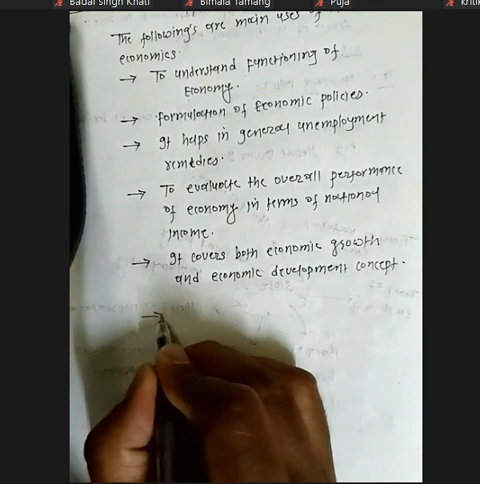 Badal Singh Khati
Bimala Tamang
Puja
kritik
The followings are main uses of
economics.
→ To understand functioning of
Economy.
→ formulation of Economic policies.
→ It helps in general unemployment
remedies.
→ To evaluate the overall performance
of economy in terms of national
income.
→ It covers both economic growth
and economic development concept.
→